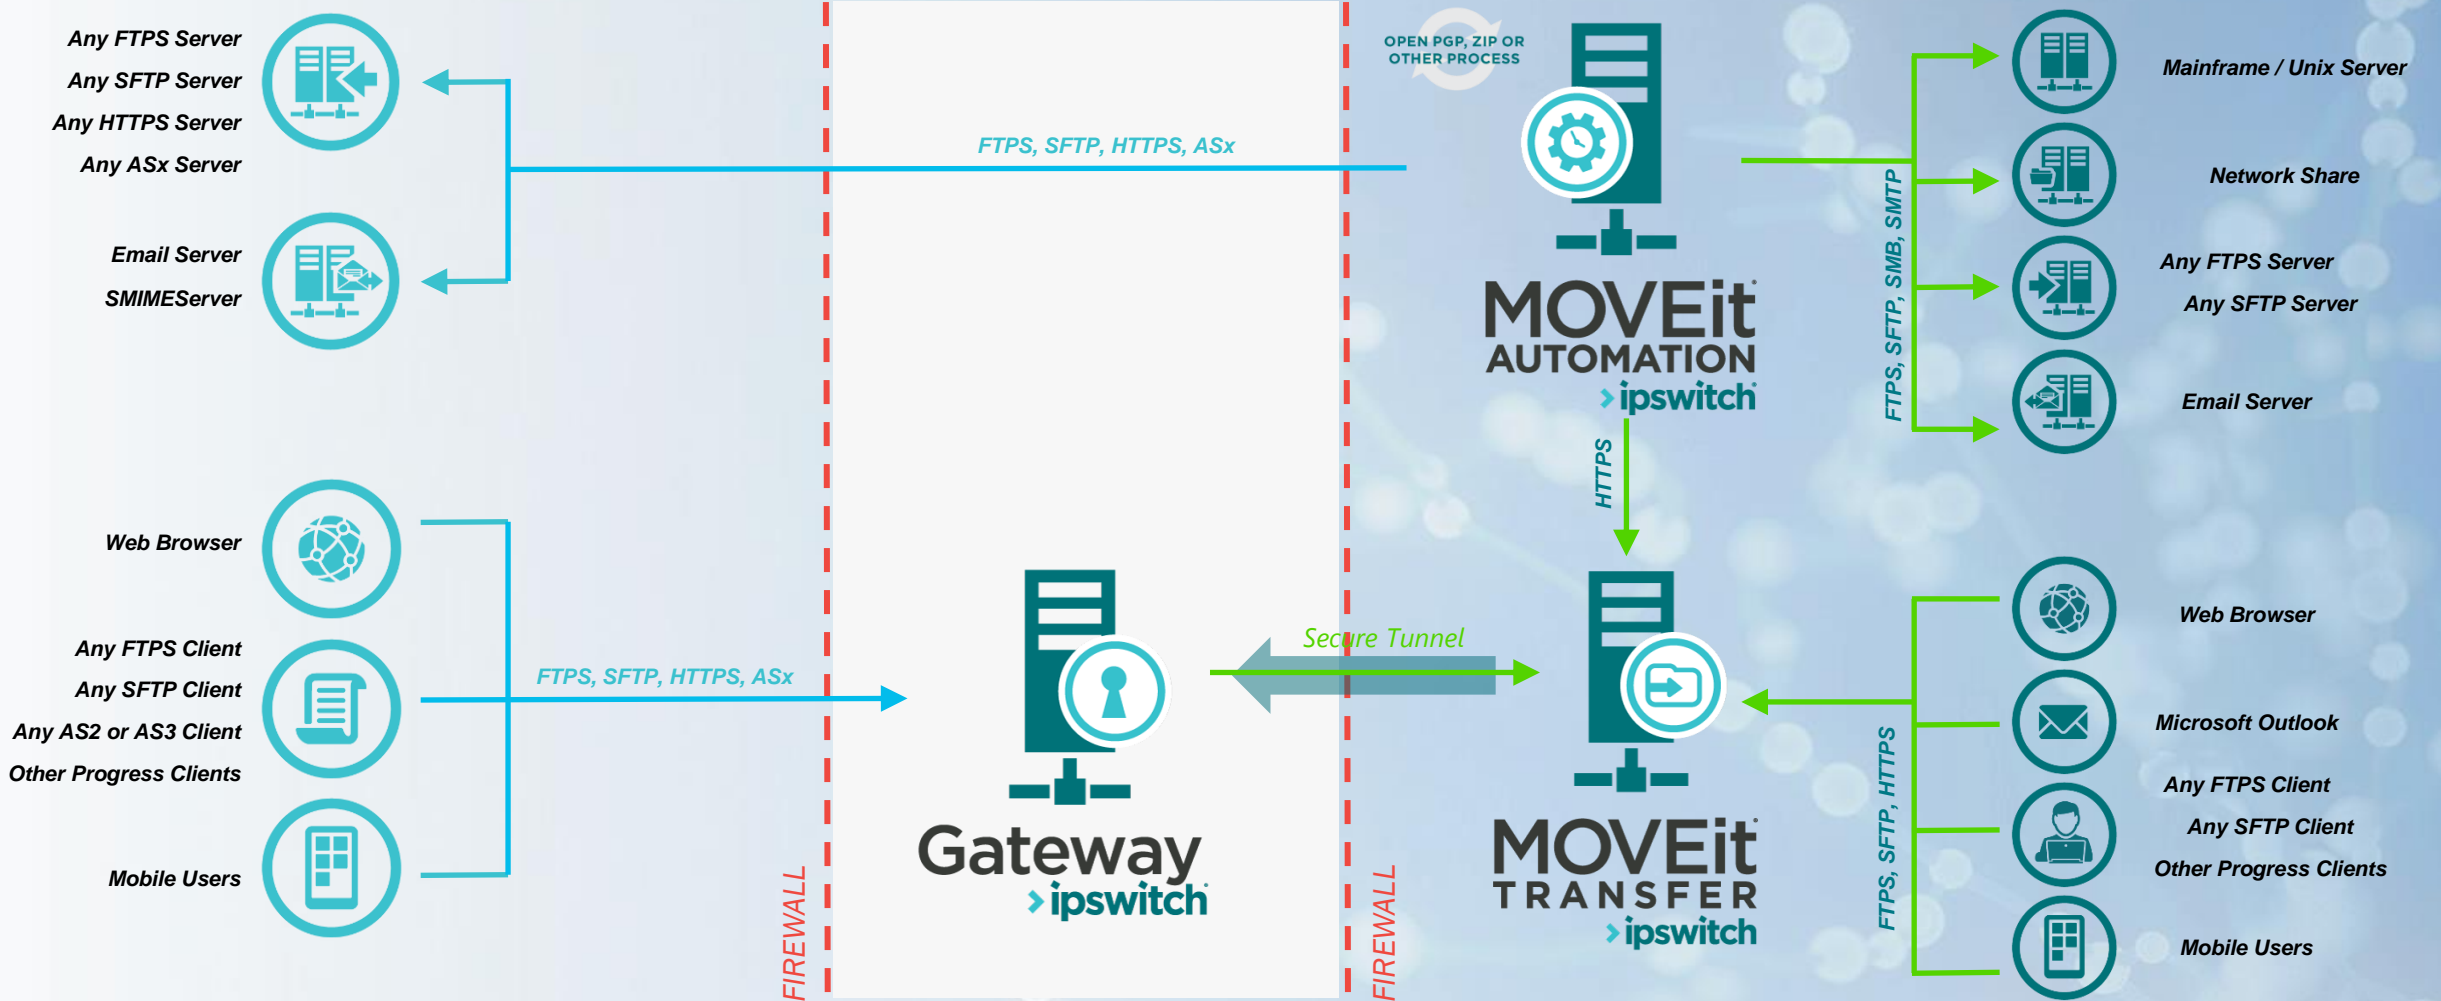 Any FTPS Server
Any SFTP Server
Any HTTPS Server
Any ASx Server
Email Server
SMIMEServer
Web Browser
Any FTPS Client
Any SFTP Client
Any AS2 or AS3 Client
Other Progress Clients
Mobile Users
FTPS, SFTP, HTTPS, ASx
FTPS, SFTP, HTTPS, ASx
FIREWALL
Gateway
ipswitch
Secure Tunnel
FIREWALL
OPEN PGP, ZIP OR
OTHER PROCESS
MOVEit
AUTOMATION
ipswitch
HTTPS
MOVEit
TRANSFER
ipswitch
FTPS, SFTP, SMB, SMTP
Mainframe / Unix Server
Network Share
Any FTPS Server
Any SFTP Server
Email Server
FTPS, SFTP, HTTPS
Web Browser
Microsoft Outlook
Any FTPS Client
Any SFTP Client
Other Progress Clients
Mobile Users